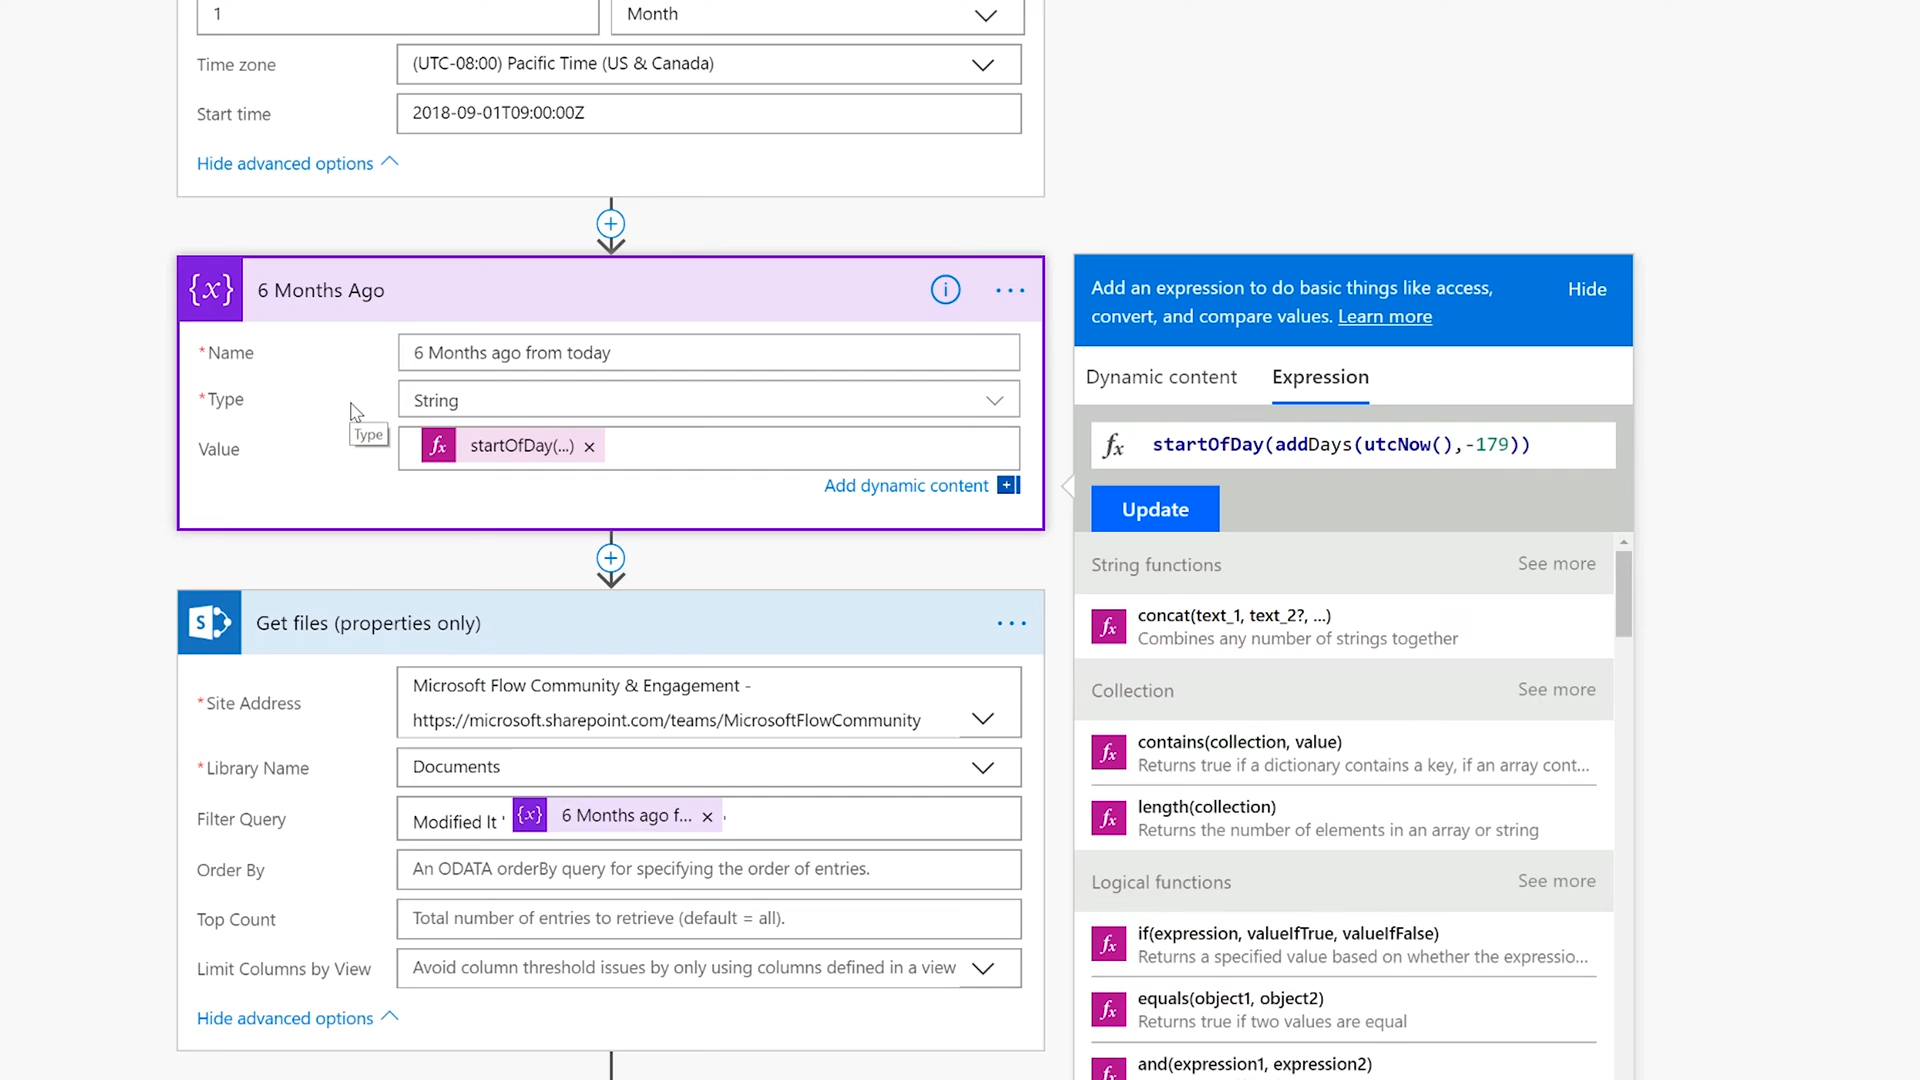 1
Month
Time zone
(UTC-08:00) Pacific Time (US & Canada)
Start time
2018-09-01T09:00:00Z
Hide advanced options
{x}
6 Months Ago
i
...
*Name
6 Months ago from today
*Type
String
Type
Value
fx startOfDay(...) ×
Add dynamic content
Add an expression to do basic things like access,
convert, and compare values. Learn more
Hide
Dynamic content
Expression
fx startOfDay(addDays(utcNow(),-179))
Update
String functions
See more
fx concat(text_1, text_2?, ...)
Combines any number of strings together
Collection
See more
fx contains(collection, value)
Returns true if a dictionary contains a key, if an array cont...
fx length(collection)
Returns the number of elements in an array or string
Logical functions
See more
fx if(expression, valueIfTrue, valueIfFalse)
Returns a specified value based on whether the expressio...
fx equals(object1, object2)
Returns true if two values are equal
fx and(expression1, expression2)
S
Get files (properties only)
...
*Site Address
Microsoft Flow Community & Engagement -
https://microsoft.sharepoint.com/teams/MicrosoftFlowCommunity
*Library Name
Documents
Filter Query
Modified lt ' {x} 6 Months ago f... × '
Order By
An ODATA orderBy query for specifying the order of entries.
Top Count
Total number of entries to retrieve (default = all).
Limit Columns by View
Avoid column threshold issues by only using columns defined in a view
Hide advanced options